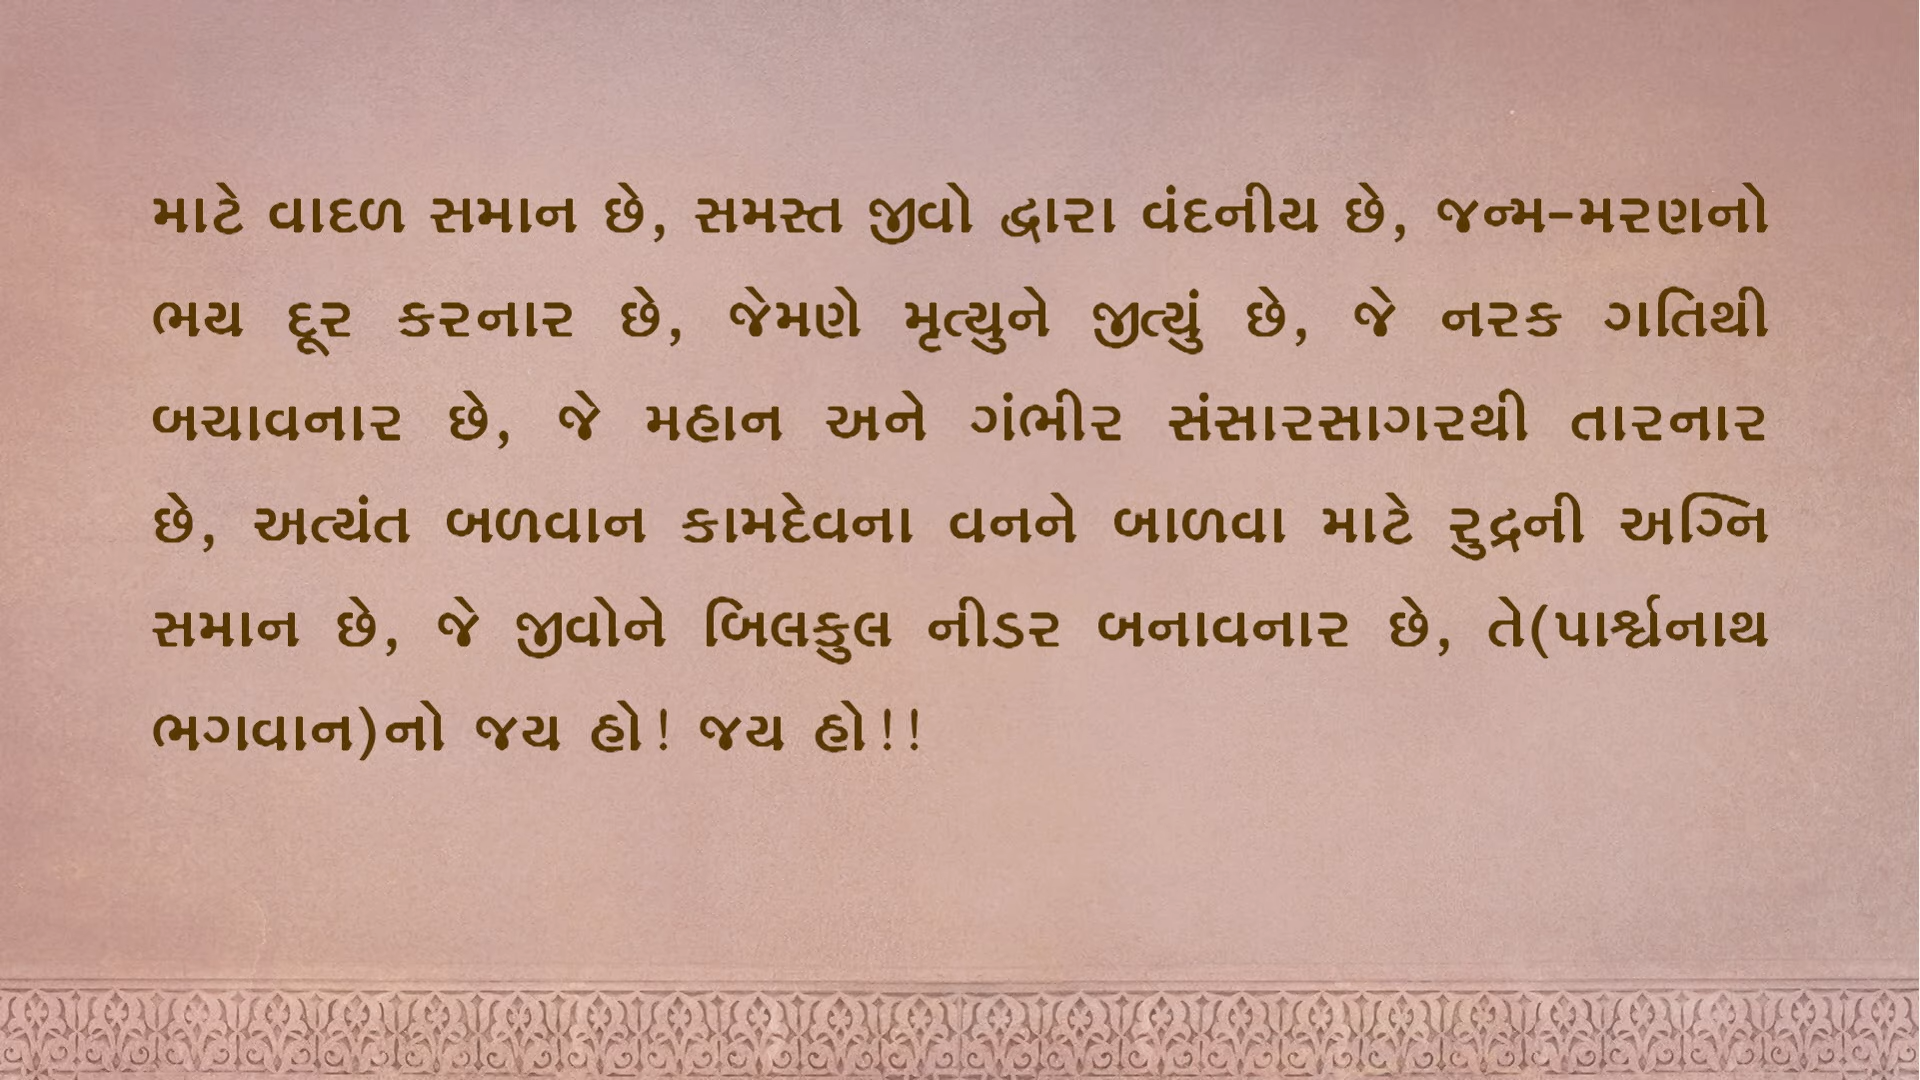 માટે વાદળ સમાન છે, સમસ્ત જીવો દ્વારા વંદનીય છે, જન્મ-મરણનો
ભય દૂર કરનાર છે, જેમણે મૃત્યુને જીત્યું છે, જે નરક ગતિથી
બચાવનાર છે, જે મહાન અને ગંભીર સંસારસાગરથી તારનાર
છે, અત્યંત બળવાન કામદેવના વનને બાળવા માટે રુદ્રની અગ્નિ
સમાન છે, જે જીવોને બિલકુલ નીડર બનાવનાર છે, તે(પાર્શ્વનાથ
ભગવાન)નો જય હો! જય હો!!